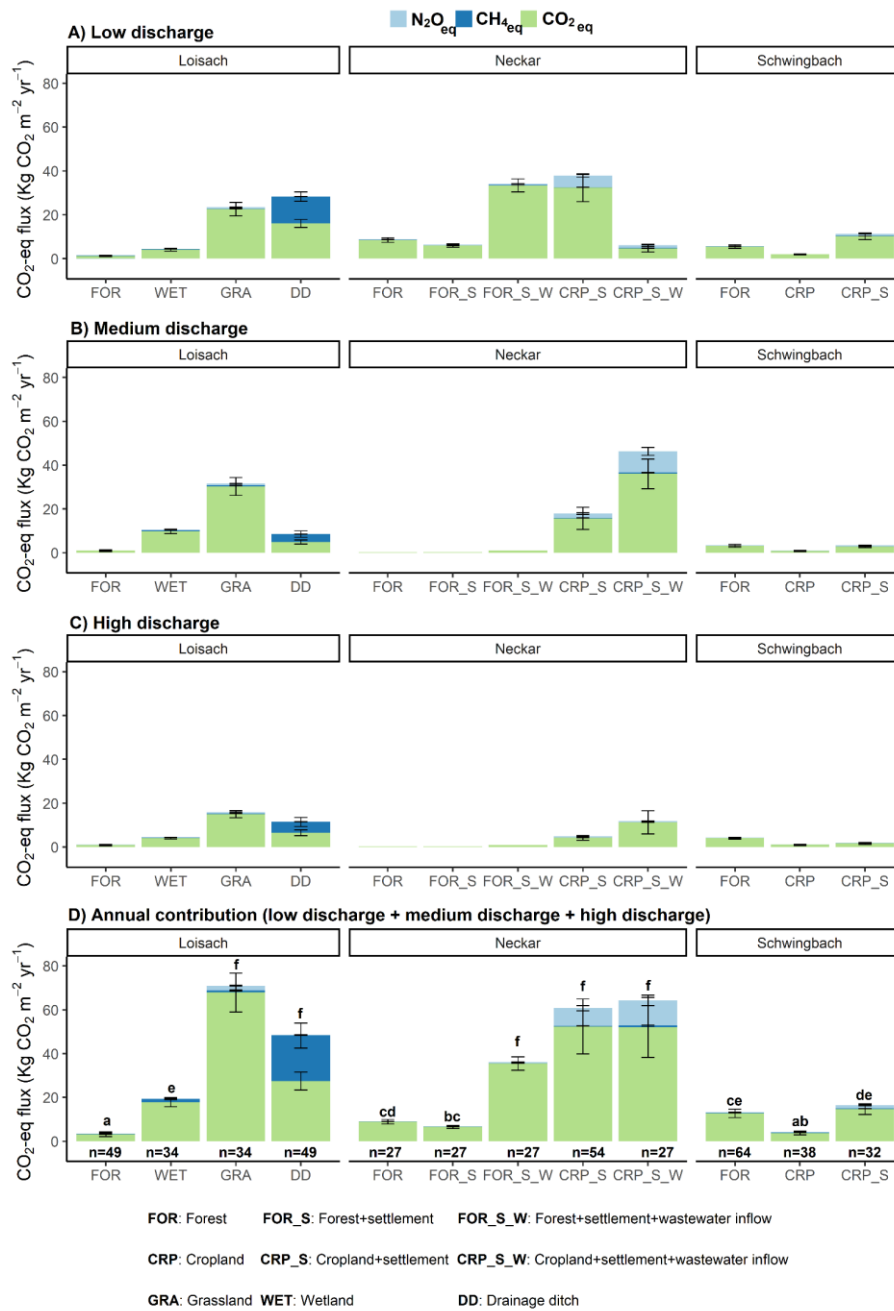 N₂Oeq CH₄eq CO₂eq
A) Low discharge
Loisach Neckar Schwingbach
CO₂-eq flux (Kg CO₂ m⁻² yr⁻¹)
80
60
40
20
0
FOR WET GRA DD FOR FOR_S FOR_S_W CRP_S CRP_S_W FOR CRP CRP_S
B) Medium discharge
Loisach Neckar Schwingbach
CO₂-eq flux (Kg CO₂ m⁻² yr⁻¹)
80
60
40
20
0
FOR WET GRA DD FOR FOR_S FOR_S_W CRP_S CRP_S_W FOR CRP CRP_S
C) High discharge
Loisach Neckar Schwingbach
CO₂-eq flux (Kg CO₂ m⁻² yr⁻¹)
80
60
40
20
0
FOR WET GRA DD FOR FOR_S FOR_S_W CRP_S CRP_S_W FOR CRP CRP_S
D) Annual contribution (low discharge + medium discharge + high discharge)
Loisach Neckar Schwingbach
CO₂-eq flux (Kg CO₂ m⁻² yr⁻¹)
80
60
40
20
0
a e f f cd bc f f f ce ab de
n=49 n=34 n=34 n=49 n=27 n=27 n=27 n=54 n=27 n=64 n=38 n=32
FOR WET GRA DD FOR FOR_S FOR_S_W CRP_S CRP_S_W FOR CRP CRP_S
FOR: Forest FOR_S: Forest+settlement FOR_S_W: Forest+settlement+wastewater inflow
CRP: Cropland CRP_S: Cropland+settlement CRP_S_W: Cropland+settlement+wastewater inflow
GRA: Grassland WET: Wetland DD: Drainage ditch